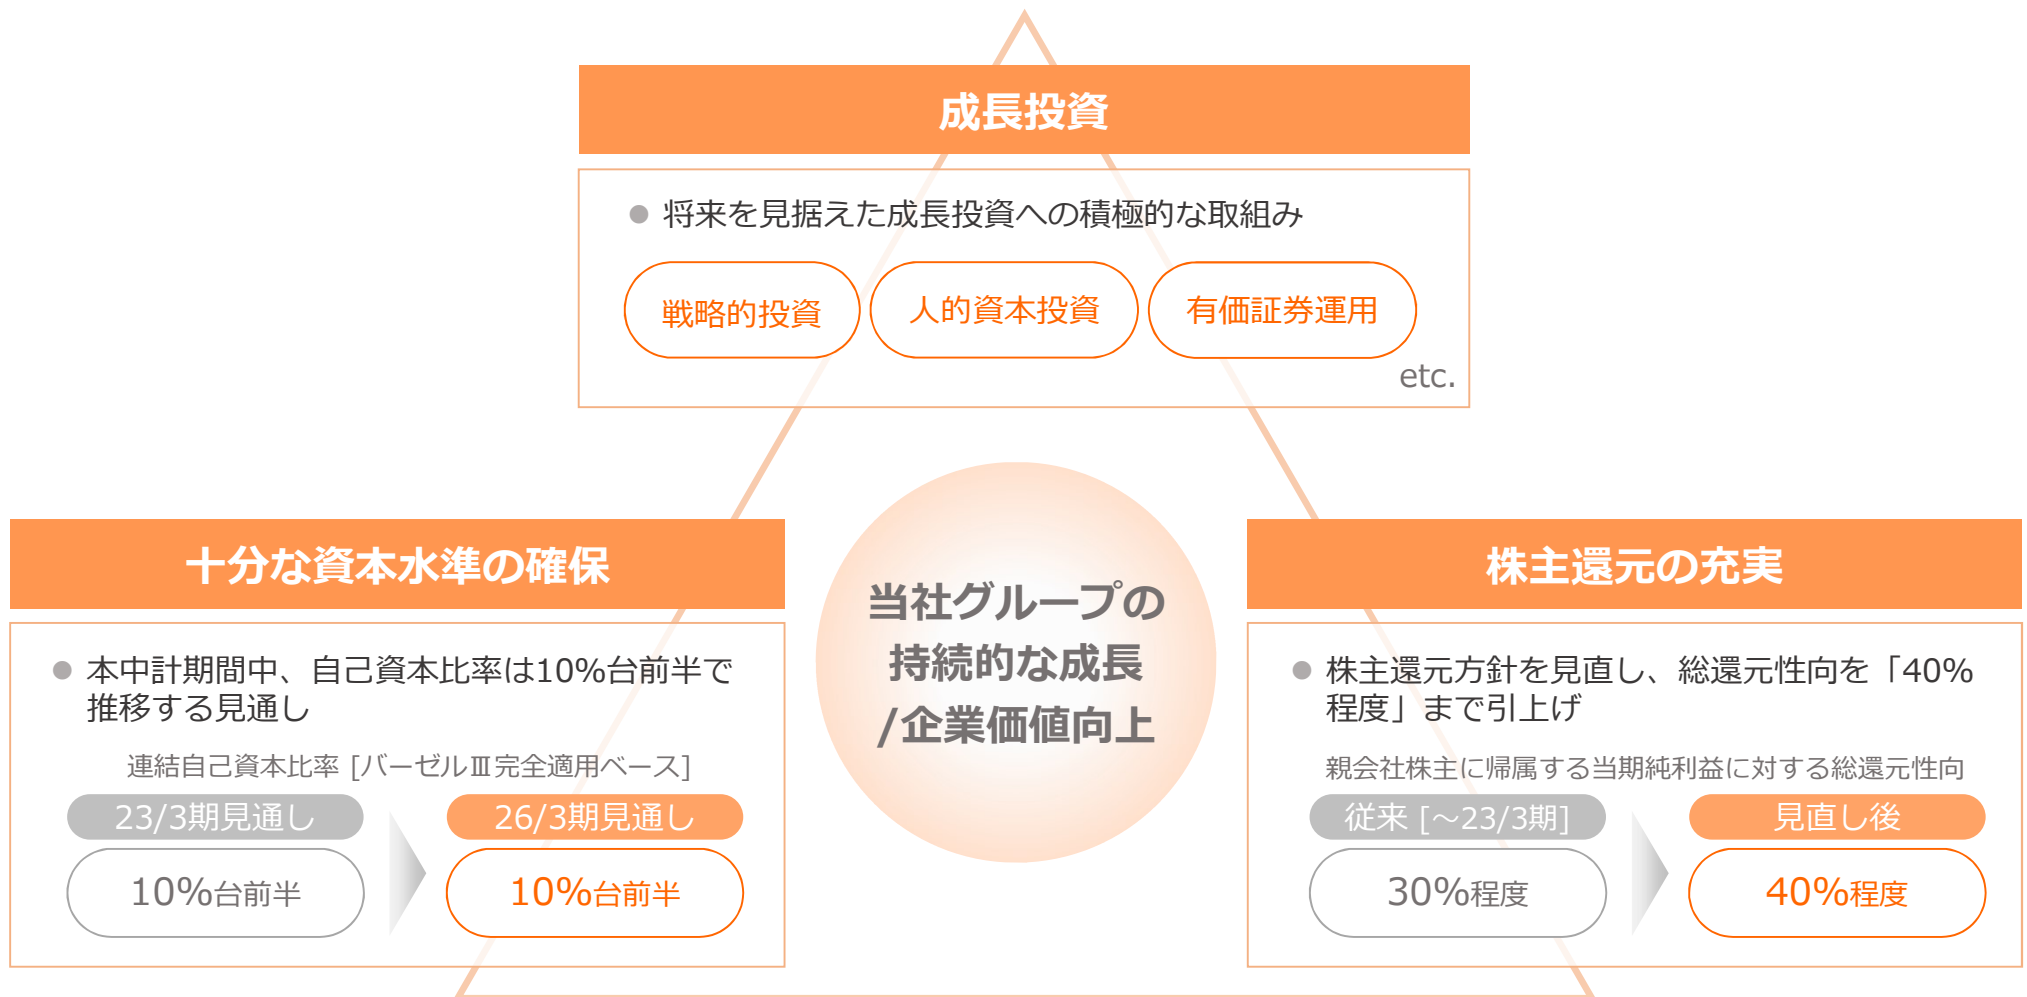 成長投資
● 将来を見据えた成長投資への積極的な取組み
戦略的投資
人的資本投資
有価証券運用
etc.
当社グループの
持続的な成長
/企業価値向上
十分な資本水準の確保
● 本中計期間中、自己資本比率は10%台前半で
推移する見通し
連結自己資本比率 [バーゼルⅢ完全適用ベース]
23/3期見通し
26/3期見通し
10%台前半
10%台前半
株主還元の充実
● 株主還元方針を見直し、総還元性向を「40%
程度」まで引上げ
親会社株主に帰属する当期純利益に対する総還元性向
従来 [～23/3期]
見直し後
30%程度
40%程度